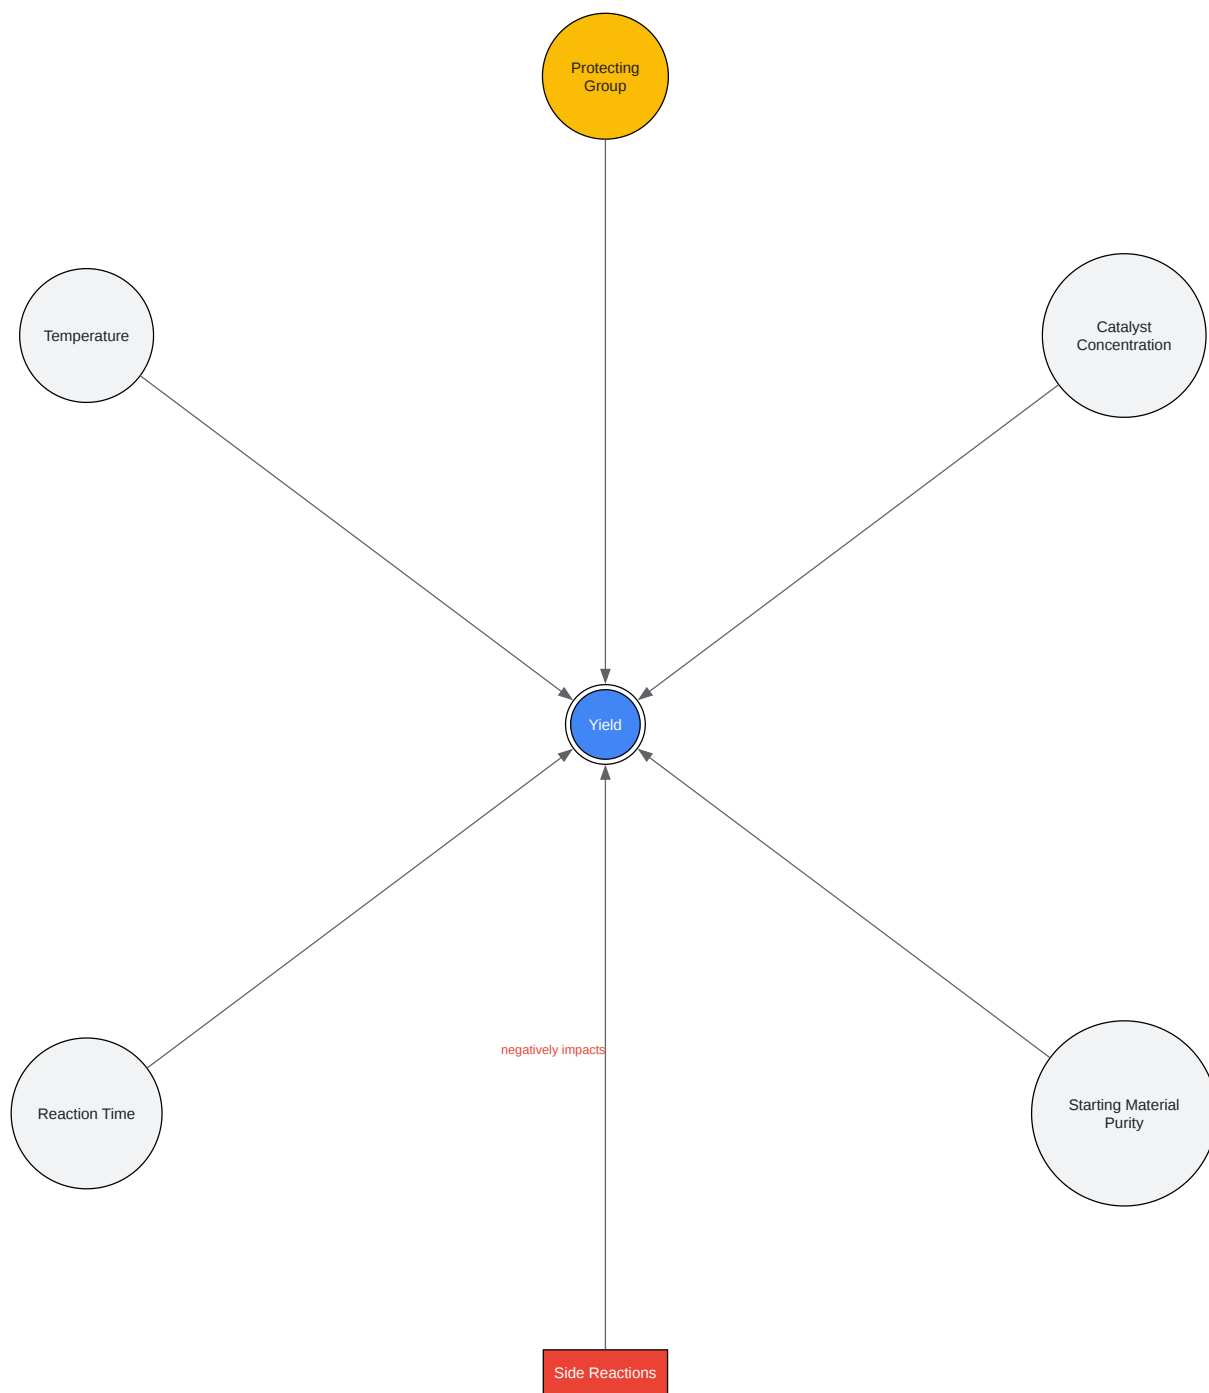 Protecting
Group
Temperature
Catalyst
Concentration
Yield
negatively impacts
Reaction Time
Starting Material
Purity
Side Reactions